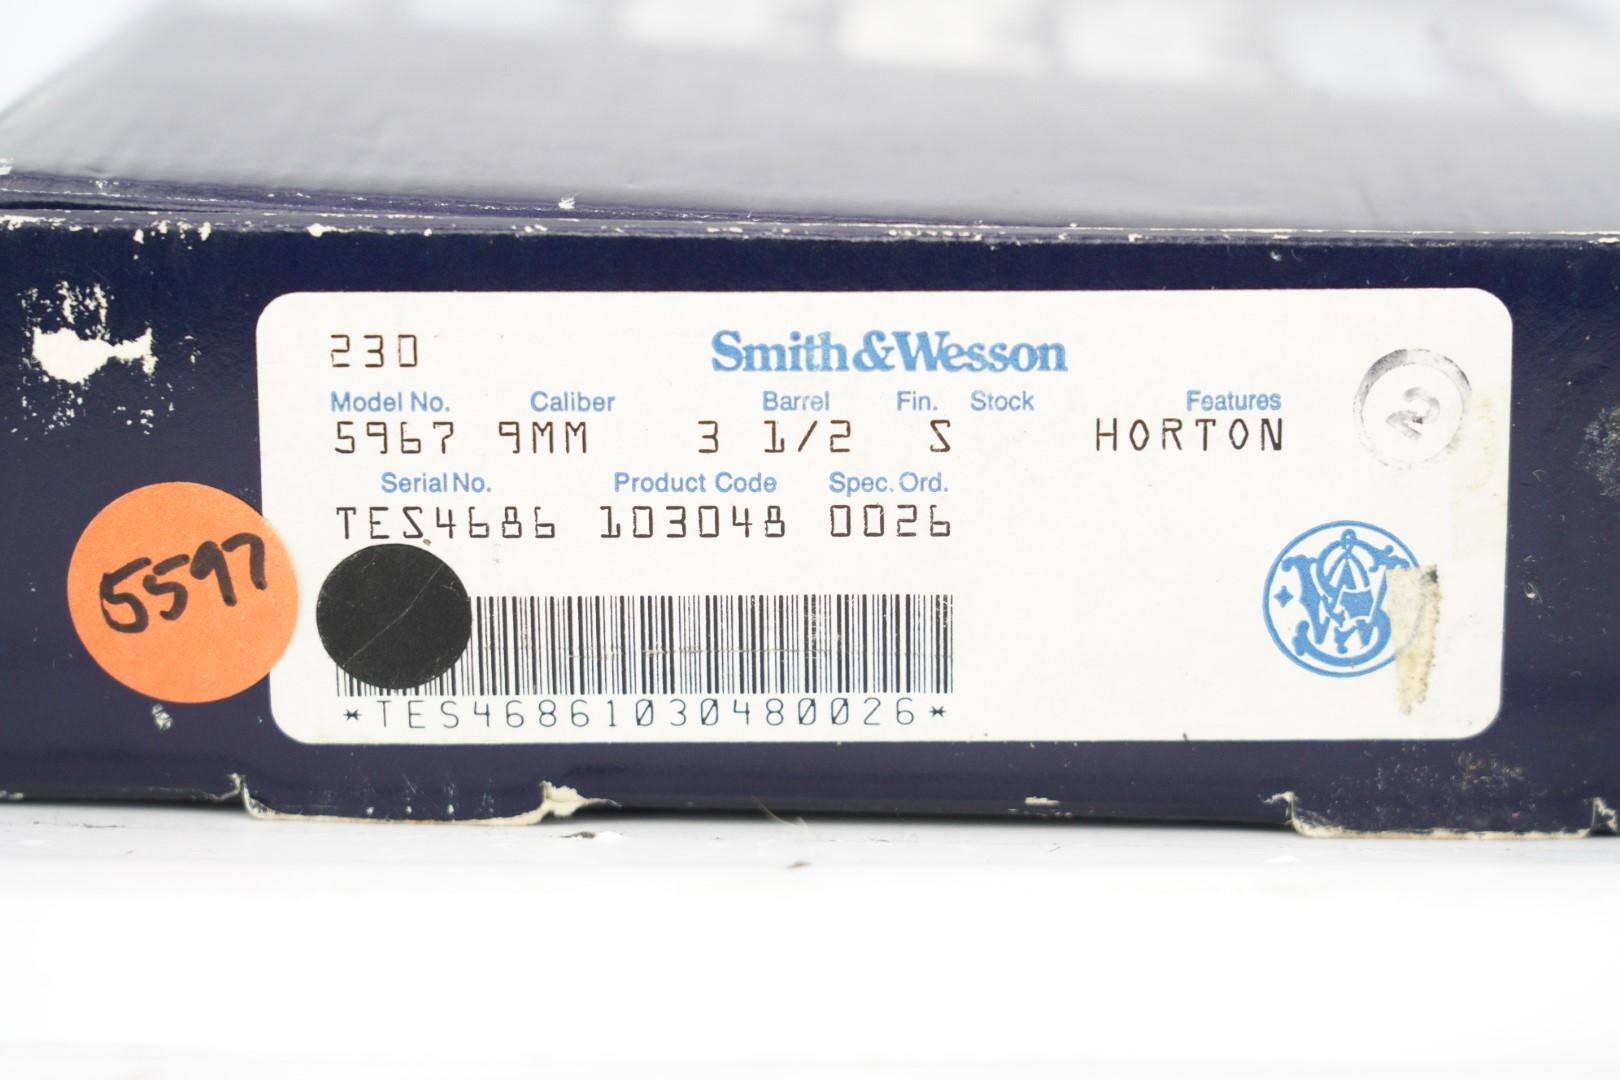 230
Smith&Wesson
Model No. Caliber Barrel Fin. Stock Features
5967 9MM 3 1/2 S HORTON
Serial No. Product Code Spec. Ord.
TES4686 103048 0026
*TES46861030480026*
5597
2